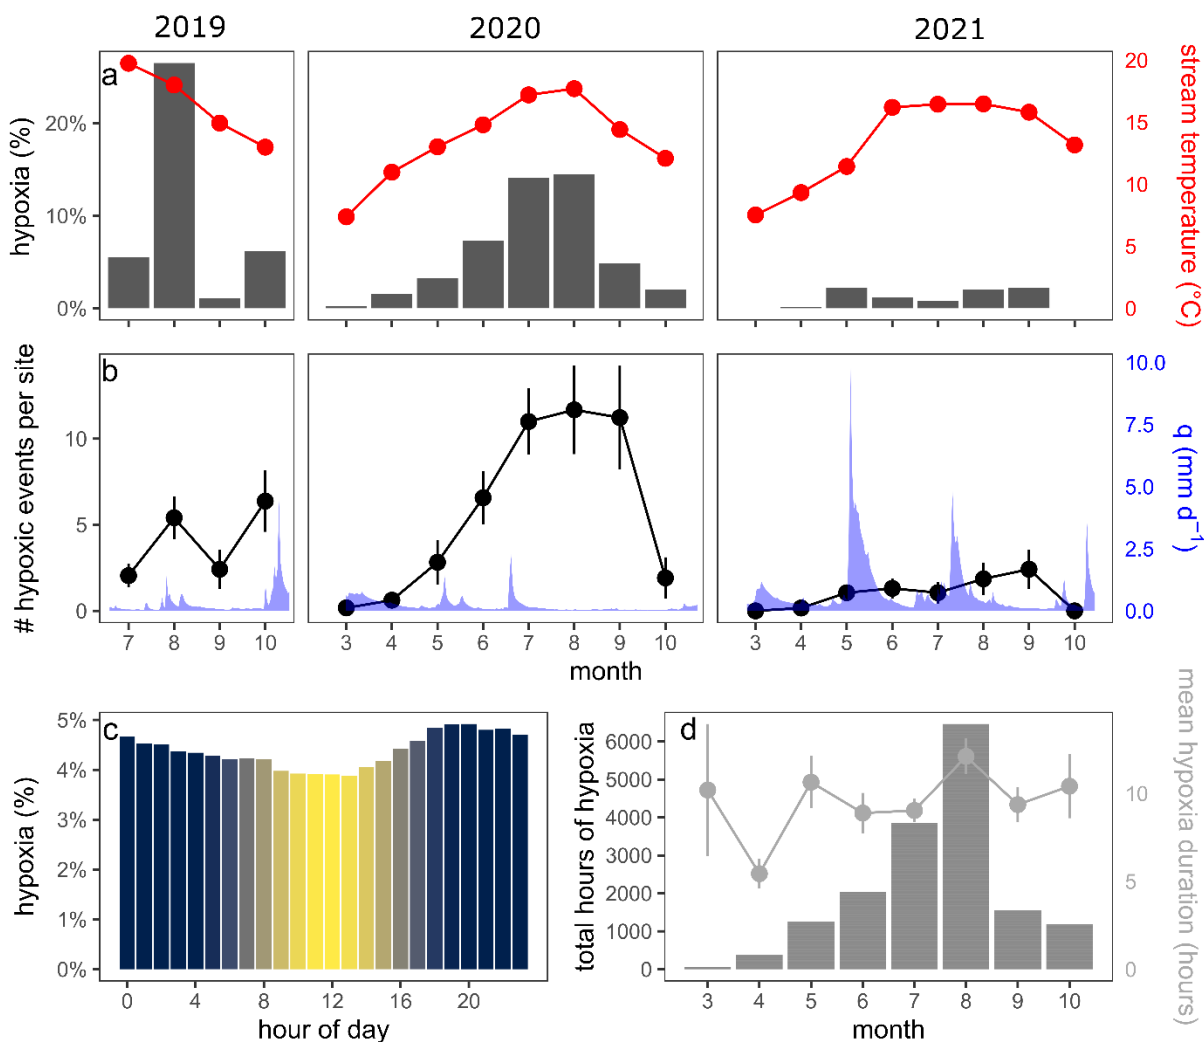 2019 2020 2021
a
hypoxia (%)
20%
10%
0%
20
15
10
5
0
stream temperature (°C)
b
# hypoxic events per site
10
5
0
10.0
7.5
5.0
2.5
0.0
q (mm d⁻¹)
7 8 9 10 3 4 5 6 7 8 9 10 3 4 5 6 7 8 9 10
month
c
hypoxia (%)
5%
4%
3%
2%
1%
0%
0 4 8 12 16 20
hour of day
d
total hours of hypoxia
6000
5000
4000
3000
2000
1000
0
10
5
0
mean hypoxia duration (hours)
3 4 5 6 7 8 9 10
month